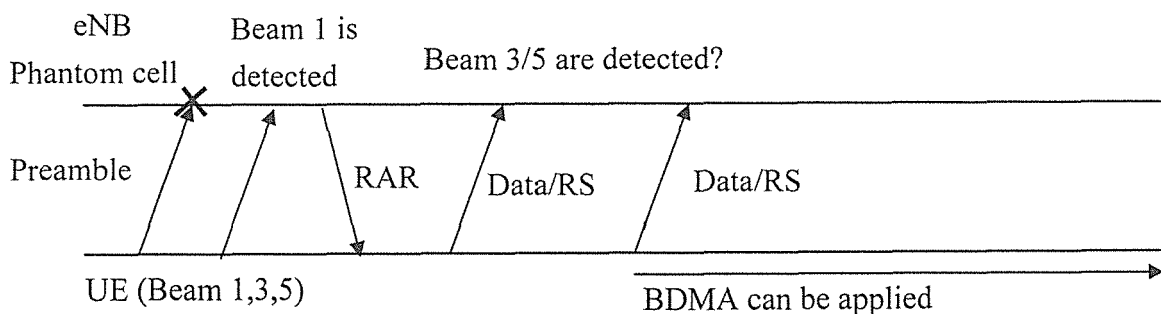 eNB
Phantom cell
Beam 1 is
detected
Beam 3/5 are detected?
Preamble
RAR
Data/RS
Data/RS
UE (Beam 1,3,5)
BDMA can be applied